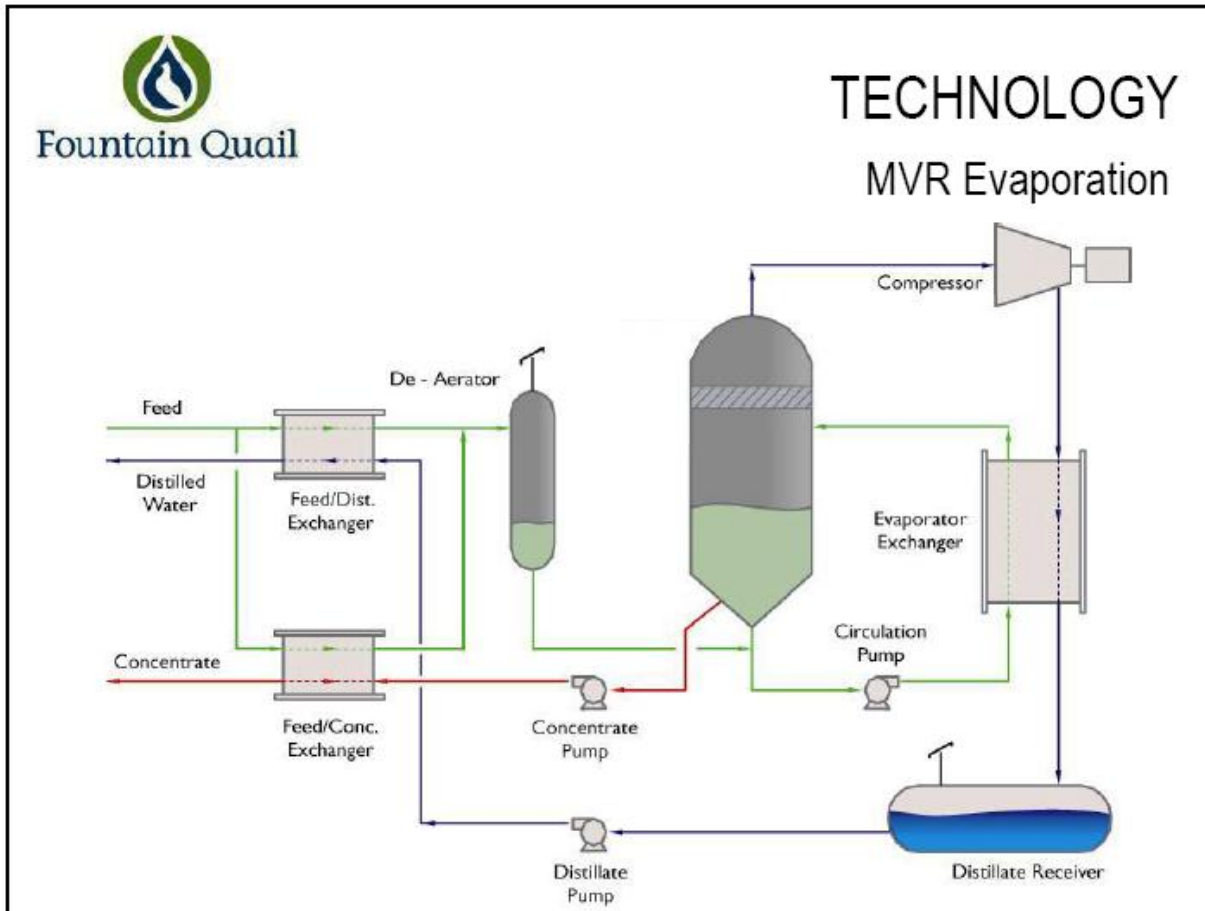 Fountain Quail
TECHNOLOGY
MVR Evaporation
Compressor
De - Aerator
Feed
Distilled
Water
Feed/Dist.
Exchanger
Evaporator
Exchanger
Concentrate
Feed/Conc.
Exchanger
Circulation
Pump
Concentrate
Pump
Distillate
Pump
Distillate Receiver